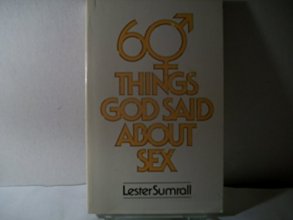 60
THINGS
GOD SAID
ABOUT
SEX
Lester Sumrall